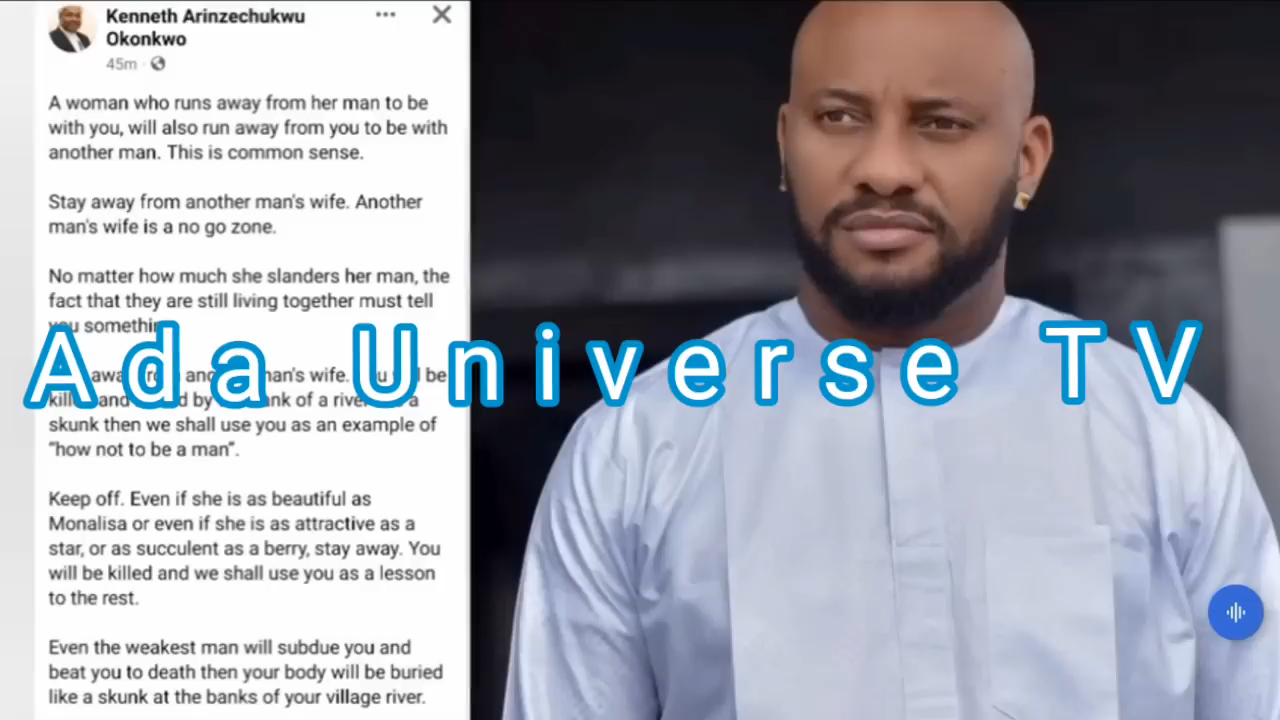 Kenneth Arinzechukwu
Okonkwo
45m
A woman who runs away from her man to be
with you, will also run away from you to be with
another man. This is common sense.
Stay away from another man's wife. Another
man's wife is a no go zone.
No matter how much she slanders her man, the
fact that they are still living together must tell
you somethin
Ada Universe TV
man's wife. be
by of a
skunk then we shall use you as an example of
“how not to be a man”.
Keep off. Even if she is as beautiful as
Monalisa or even if she is as attractive as a
star, or as succulent as a berry, stay away. You
will be killed and we shall use you as a lesson
to the rest.
Even the weakest man will subdue you and
beat you to death then your body will be buried
like a skunk at the banks of your village river.